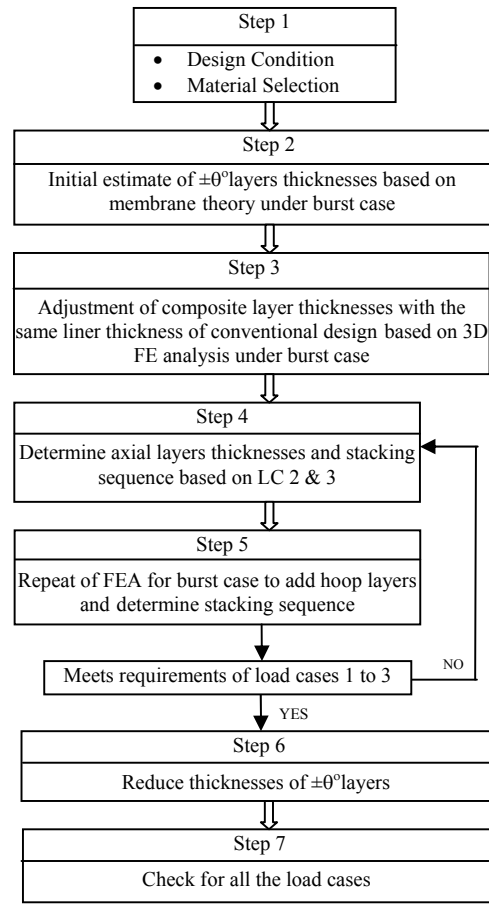 Step 1
• Design Condition
• Material Selection
Step 2
Initial estimate of ±θ° layers thicknesses based on
membrane theory under burst case
Step 3
Adjustment of composite layer thicknesses with the
same liner thickness of conventional design based on 3D
FE analysis under burst case
Step 4
Determine axial layers thicknesses and stacking
sequence based on LC 2 & 3
Step 5
Repeat of FEA for burst case to add hoop layers
and determine stacking sequence
Meets requirements of load cases 1 to 3
NO
YES
Step 6
Reduce thicknesses of ±θ° layers
Step 7
Check for all the load cases